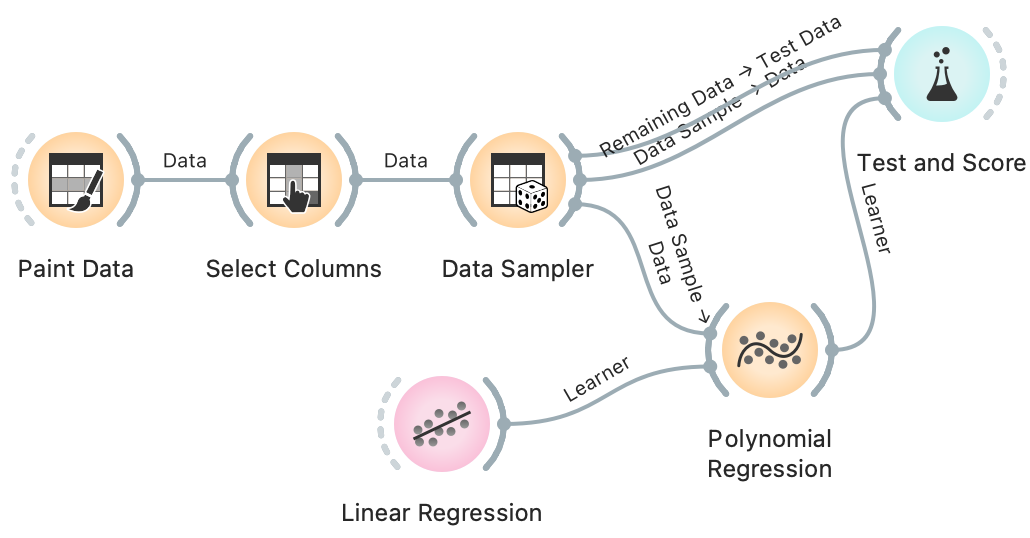 Remaining Data → Test Data
Data Sample → Data
Data
Data
Test and Score
Data Sample →
Data
Learner
Paint Data
Select Columns
Data Sampler
Learner
Polynomial
Regression
Linear Regression